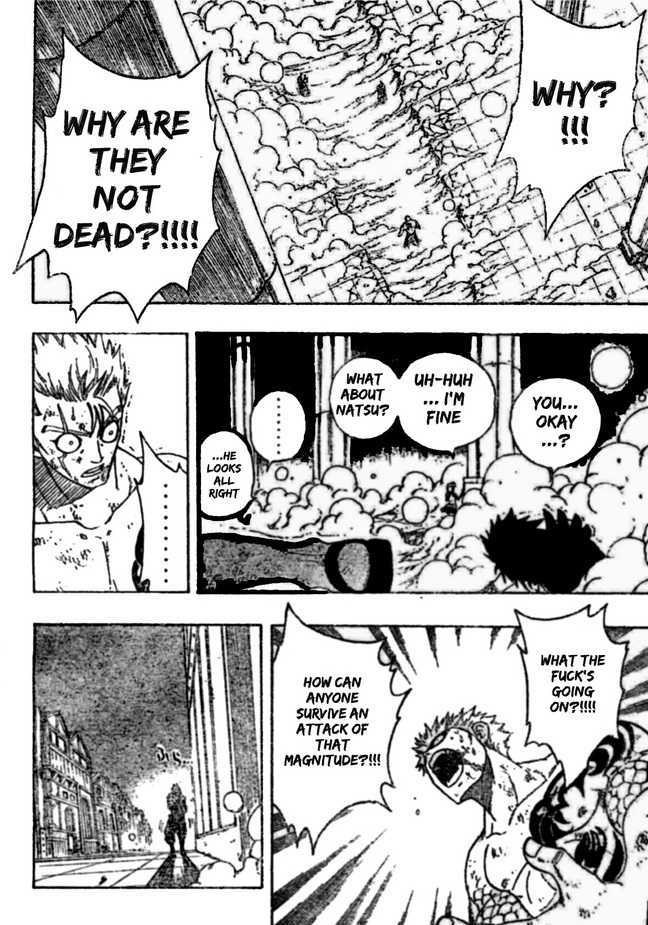 WHY?
!!!
WHY ARE
THEY
NOT
DEAD?!!!!
YOU...
OKAY
...?
UH-HUH
... I'M
FINE
WHAT
ABOUT
NATSU?
........
...HE
LOOKS
ALL
RIGHT
.........
WHAT THE
FUCK'S
GOING
ON?!!!!
HOW CAN
ANYONE
SURVIVE AN
ATTACK OF
THAT
MAGNITUDE?!!!